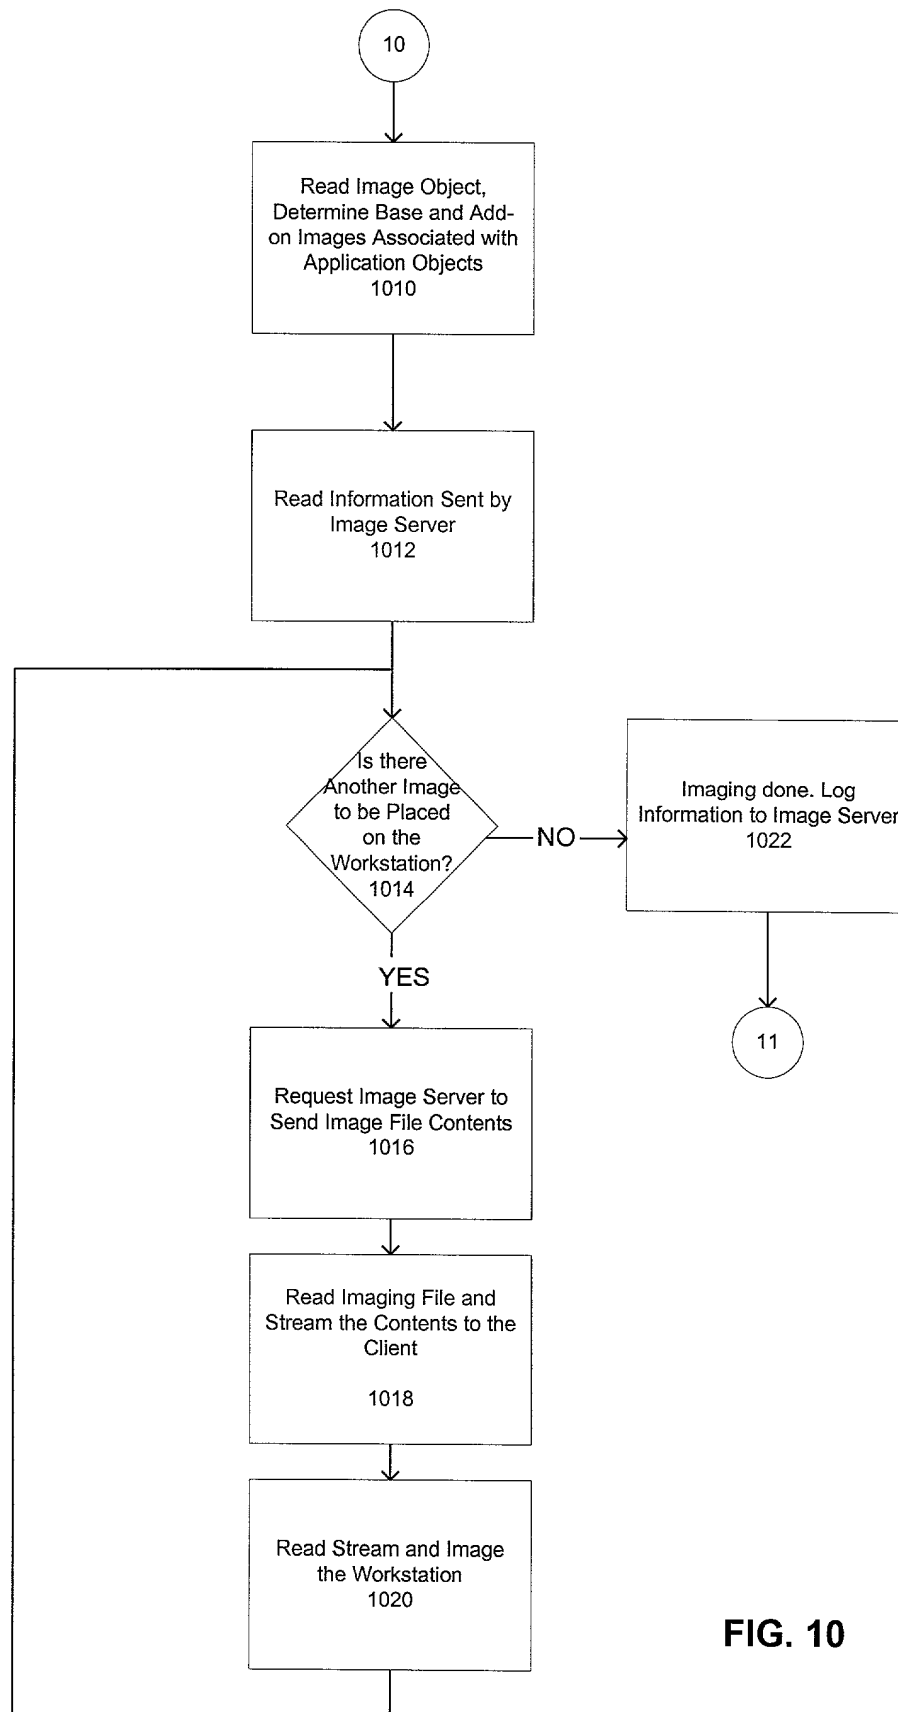 10
Read Image Object,
Determine Base and Add-
on Images Associated with
Application Objects
1010
Read Information Sent by
Image Server
1012
Is there
Another Image
to be Placed
on the
Workstation?
1014
NO
Imaging done. Log
Information to Image Server
1022
YES
11
Request Image Server to
Send Image File Contents
1016
Read Imaging File and
Stream the Contents to the
Client
1018
Read Stream and Image
the Workstation
1020
FIG. 10